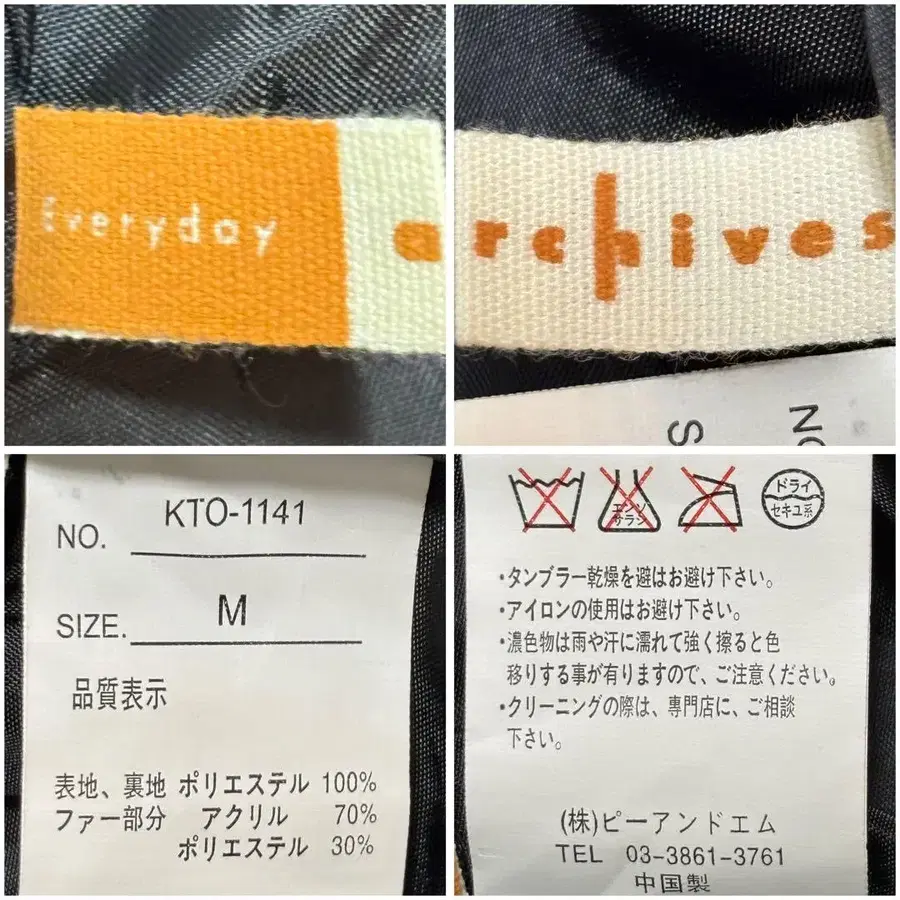 Everyday a
archives
S
NO
NO. KTO-1141
SIZE. M
品質表示
表地、裏地 ポリエステル 100%
ファー部分 アクリル 70%
ポリエステル 30%
エンソ
サラシ
ドライ
セキユ系
・タンブラー乾燥を避はお避け下さい。
・アイロンの使用はお避け下さい。
・濃色物は雨や汗に濡れて強く擦ると色
移りする事が有りますので、ご注意ください。
・クリーニングの際は、専門店に、ご相談
下さい。
(株)ピーアンドエム
TEL 03-3861-3761
中国製